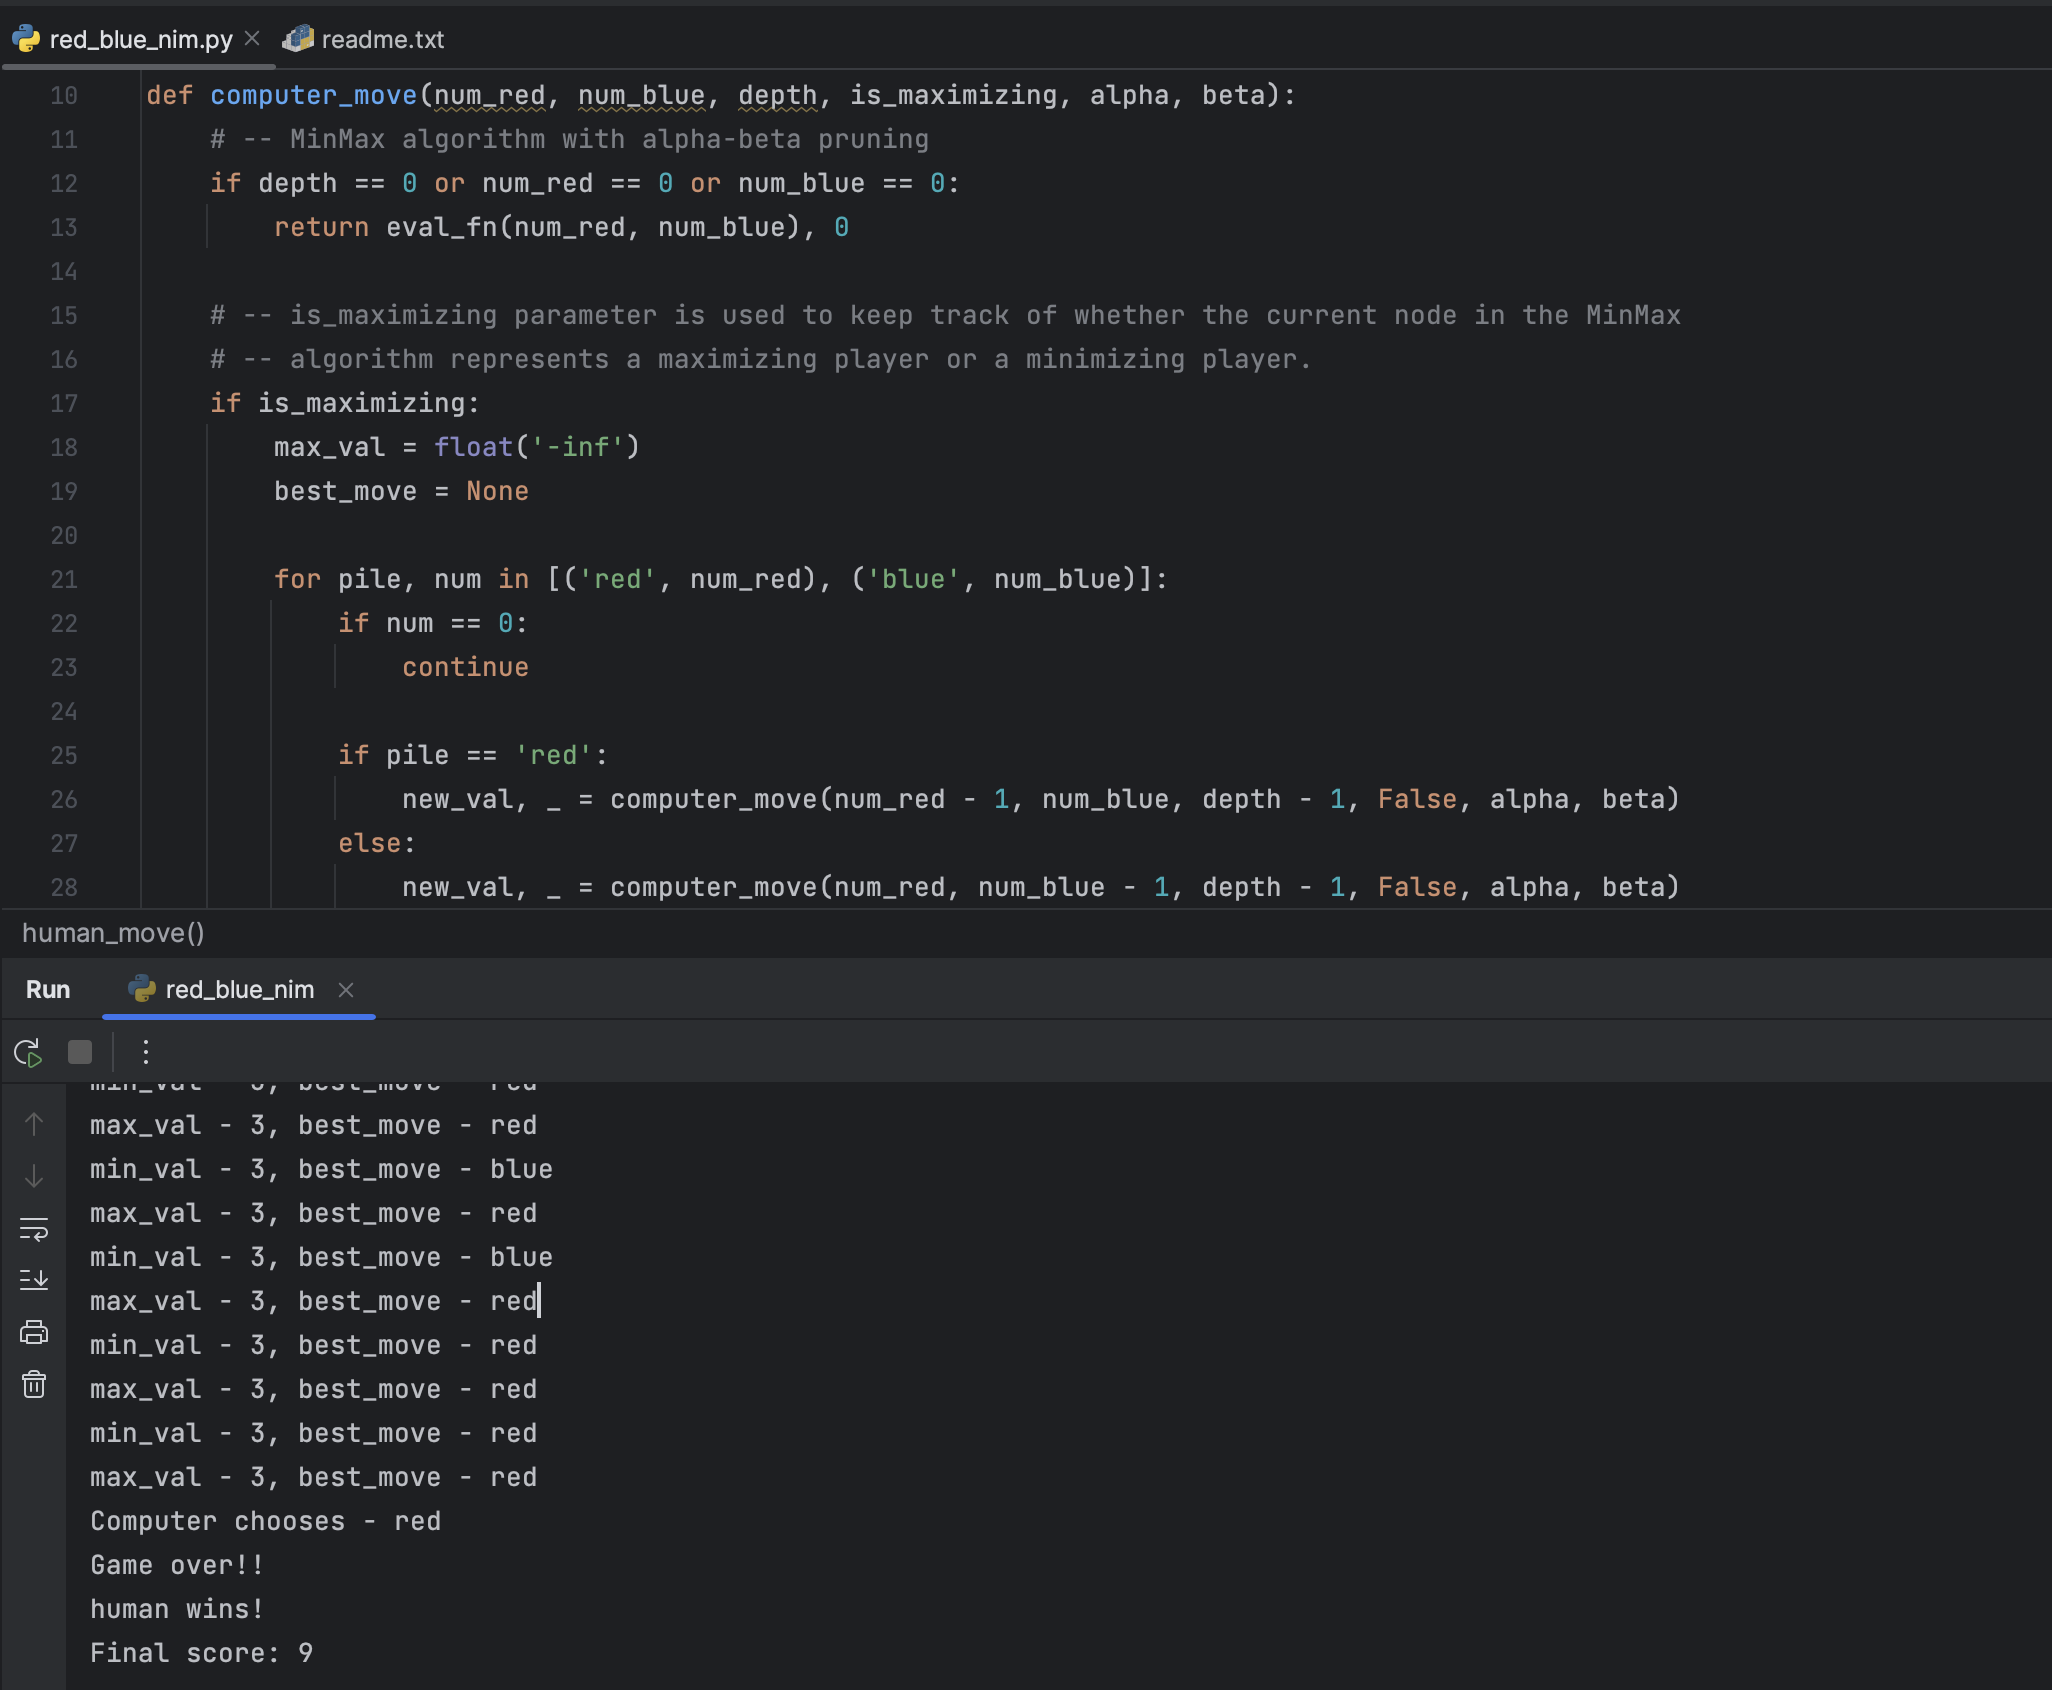 red_blue_nim.py
readme.txt
10 def computer_move(num_red, num_blue, depth, is_maximizing, alpha, beta):
11 # -- MinMax algorithm with alpha-beta pruning
12 if depth == 0 or num_red == 0 or num_blue == 0:
13 return eval_fn(num_red, num_blue), 0
14
15 # -- is_maximizing parameter is used to keep track of whether the current node in the MinMax
16 # -- algorithm represents a maximizing player or a minimizing player.
17 if is_maximizing:
18 max_val = float('-inf')
19 best_move = None
20
21 for pile, num in [('red', num_red), ('blue', num_blue)]:
22 if num == 0:
23 continue
24
25 if pile == 'red':
26 new_val, _ = computer_move(num_red - 1, num_blue, depth - 1, False, alpha, beta)
27 else:
28 new_val, _ = computer_move(num_red, num_blue - 1, depth - 1, False, alpha, beta)
human_move()
Run red_blue_nim
min_val - 3, best_move - red
max_val - 3, best_move - red
min_val - 3, best_move - blue
max_val - 3, best_move - red
min_val - 3, best_move - blue
max_val - 3, best_move - red
min_val - 3, best_move - red
max_val - 3, best_move - red
min_val - 3, best_move - red
max_val - 3, best_move - red
Computer chooses - red
Game over!!
human wins!
Final score: 9